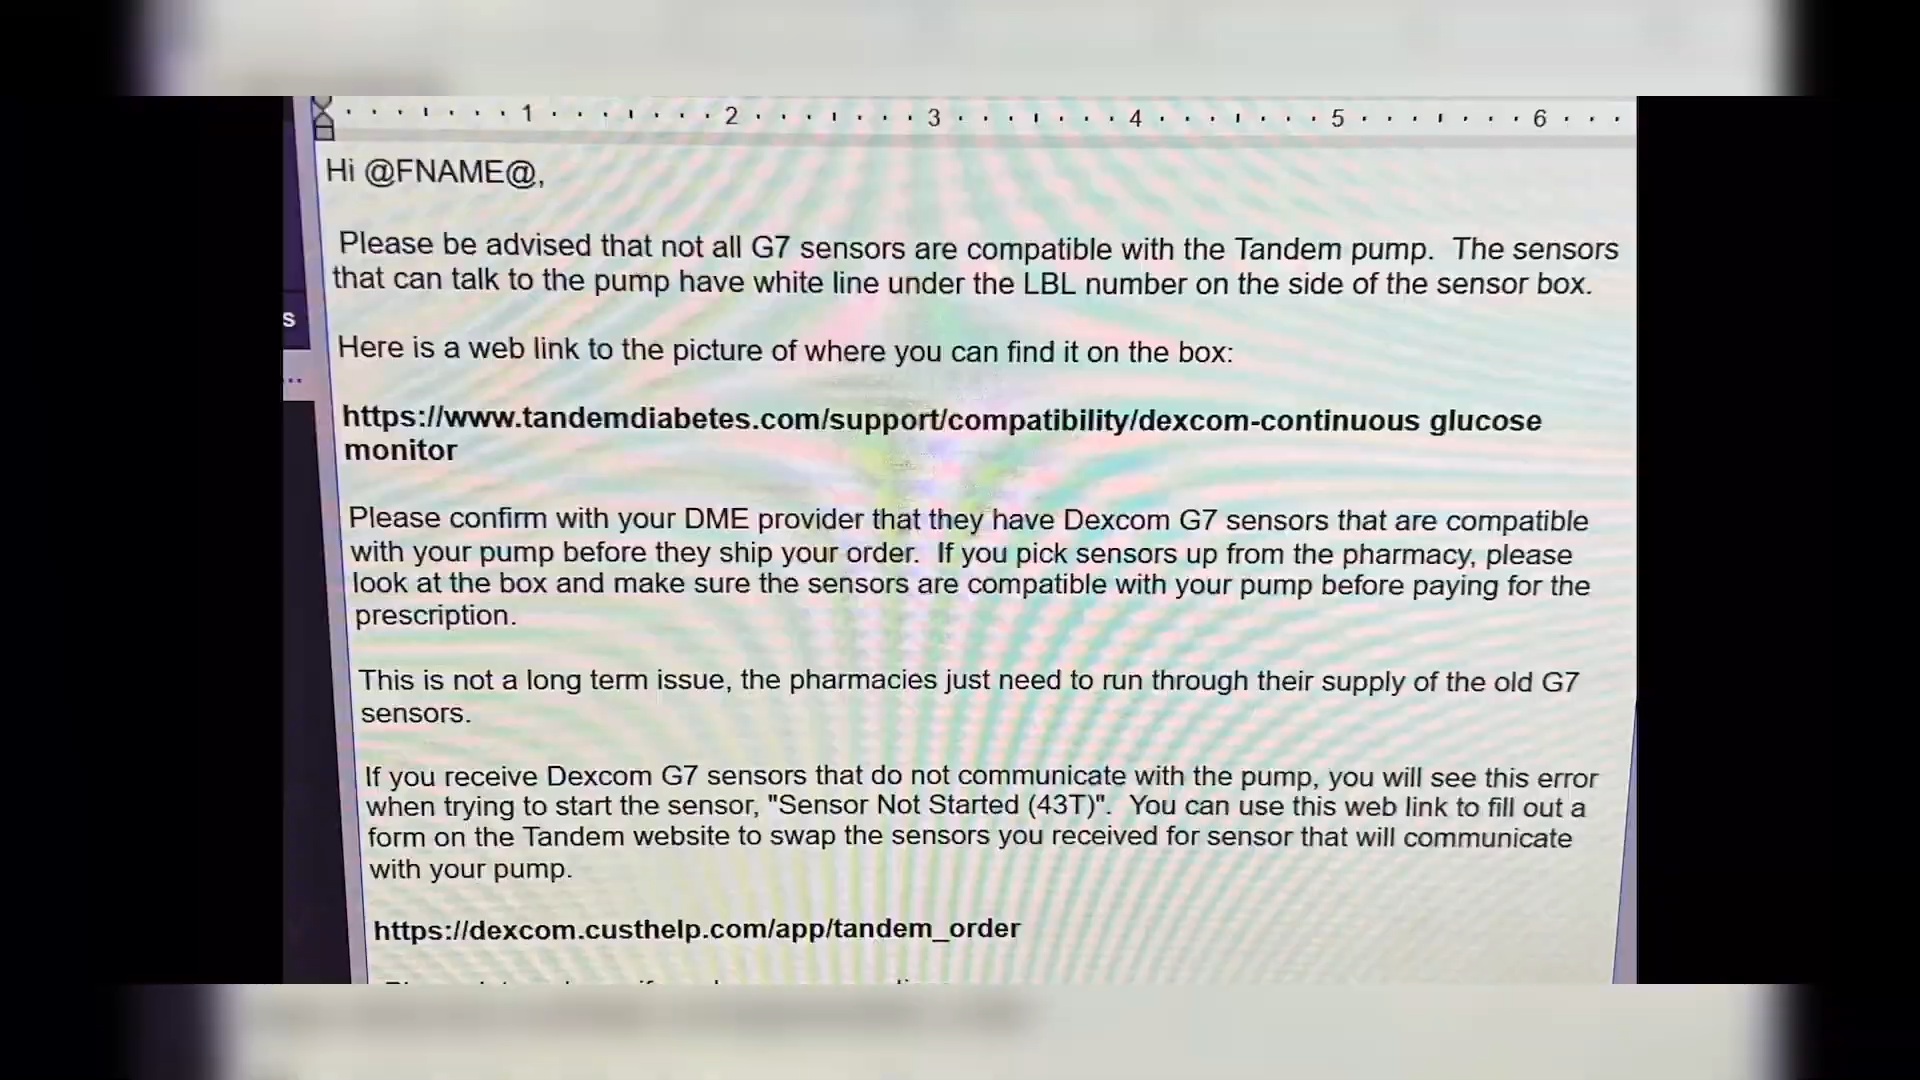 1 2 3 4 5 6
Hi @FNAME@,
Please be advised that not all G7 sensors are compatible with the Tandem pump. The sensors
that can talk to the pump have white line under the LBL number on the side of the sensor box.
s
Here is a web link to the picture of where you can find it on the box:
...
https://www.tandemdiabetes.com/support/compatibility/dexcom-continuous glucose
monitor
Please confirm with your DME provider that they have Dexcom G7 sensors that are compatible
with your pump before they ship your order. If you pick sensors up from the pharmacy, please
look at the box and make sure the sensors are compatible with your pump before paying for the
prescription.
This is not a long term issue, the pharmacies just need to run through their supply of the old G7
sensors.
If you receive Dexcom G7 sensors that do not communicate with the pump, you will see this error
when trying to start the sensor, "Sensor Not Started (43T)". You can use this web link to fill out a
form on the Tandem website to swap the sensors you received for sensor that will communicate
with your pump.
https://dexcom.custhelp.com/app/tandem_order